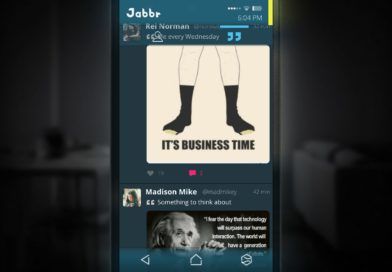 Jabbr
6:04 PM
Rei Norman
Me every Wednesday
IT'S BUSINESS TIME
Madison Mike @madmikey 42 min
Something to think about
"I fear the day that technology
will surpass our human
interaction. The world will
have a generation